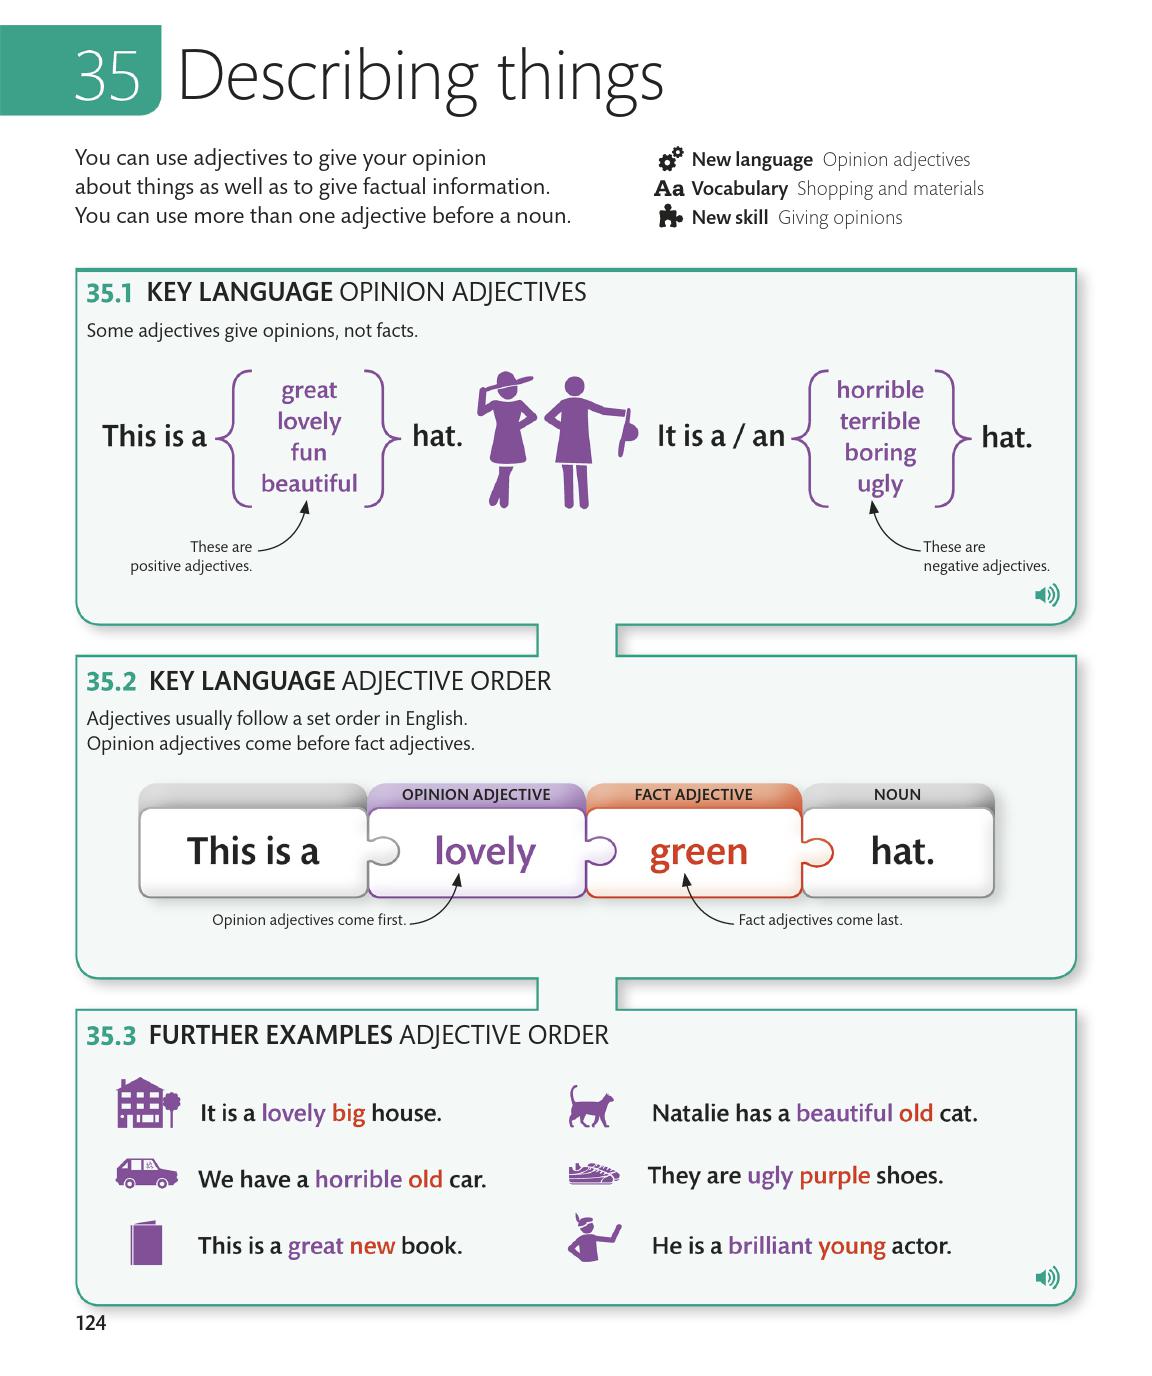 35 Describing things
You can use adjectives to give your opinion
about things as well as to give factual information.
You can use more than one adjective before a noun.
New language Opinion adjectives
Aa Vocabulary Shopping and materials
New skill Giving opinions
35.1 KEY LANGUAGE OPINION ADJECTIVES
Some adjectives give opinions, not facts.
This is a
great
lovely
fun
beautiful
hat.
These are
positive adjectives.
It is a / an
horrible
terrible
boring
ugly
hat.
These are
negative adjectives.
35.2 KEY LANGUAGE ADJECTIVE ORDER
Adjectives usually follow a set order in English.
Opinion adjectives come before fact adjectives.
OPINION ADJECTIVE FACT ADJECTIVE NOUN
This is a lovely green hat.
Opinion adjectives come first. Fact adjectives come last.
35.3 FURTHER EXAMPLES ADJECTIVE ORDER
It is a lovely big house.
We have a horrible old car.
This is a great new book.
Natalie has a beautiful old cat.
They are ugly purple shoes.
He is a brilliant young actor.
124